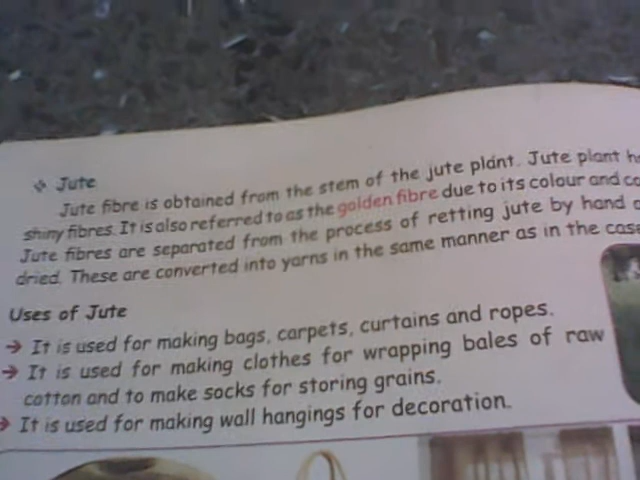 ❖ Jute
Jute fibre is obtained from the stem of the jute plant. Jute plant
shiny fibres. It is also referred to as the golden fibre due to its colour and
Jute fibres are separated from the process of retting jute by hand
dried. These are converted into yarns in the same manner as in the case
Uses of Jute
→ It is used for making bags, carpets, curtains and ropes.
→ It is used for making clothes for wrapping bales of raw
cotton and to make socks for storing grains.
→ It is used for making wall hangings for decoration.